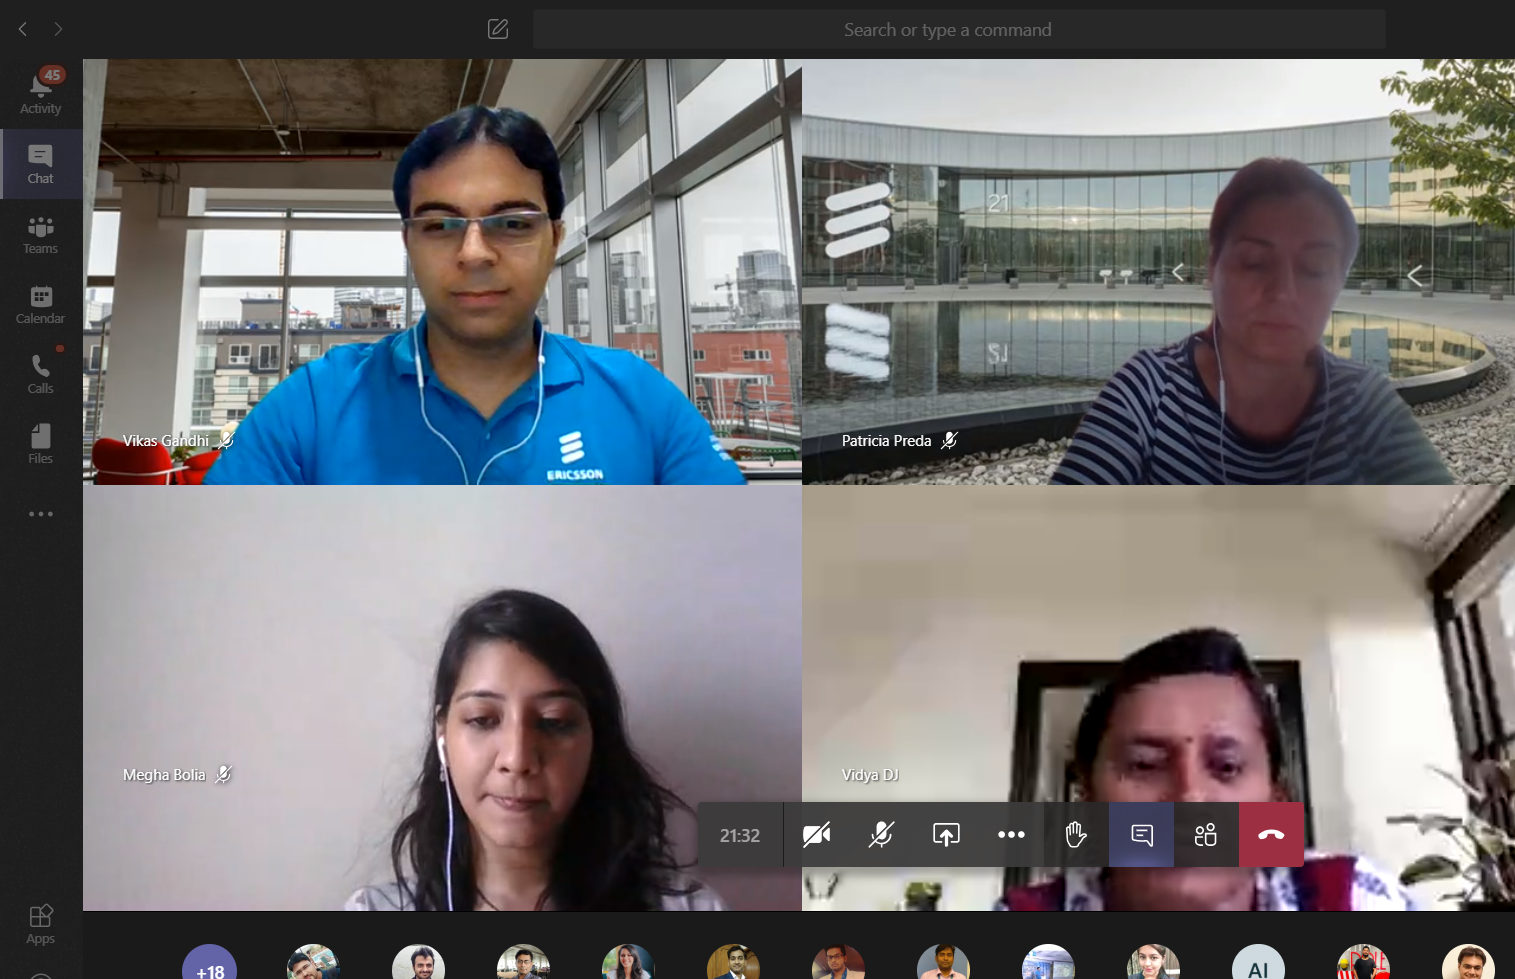 Search or type a command
45
Activity
Chat
Teams
Calendar
Calls
Files
Apps
21
Vikas Gandhi
ERICSSON
Patricia Preda
Megha Bolia
Vidya DJ
21:32
+18
AI